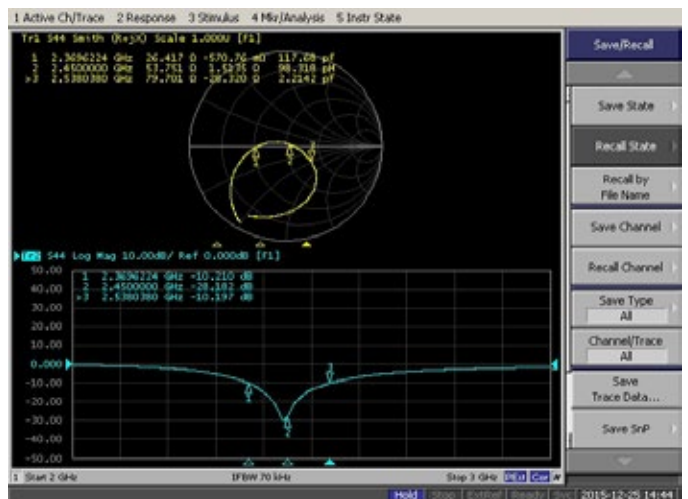 1 Active Ch/Trace 2 Response 3 Stimulus 4 Mkr/Analysis 5 Instr State
Tr1 S44 Smith (R+jX) Scale 1.000U [F1]
1 2.3696224 GHz 26.417 Ω -570.76 mΩ 117.68 pF
2 2.4500000 GHz 53.751 Ω 1.5135 Ω 98.318 pH
>3 2.5380380 GHz 79.701 Ω -28.320 Ω 2.2142 pF
Tr2 S44 Log Mag 10.00dB/ Ref 0.000dB [F1]
50.00
1 2.3696224 GHz -10.210 dB
40.00
2 2.4500000 GHz -28.182 dB
>3 2.5380380 GHz -10.197 dB
30.00
20.00
10.00
0.000
-10.00
-20.00
-30.00
-40.00
-50.00
1 Start 2 GHz IFBW 70 kHz Stop 3 GHz Cor
Hold Stop ExtRef Ready Svc 2015-12-25 14:44
Save/Recall
Save State
Recall State
Recall by
File Name
Save Channel
Recall Channel
Save Type
All
Channel/Trace
All
Save
Trace Data...
Save SnP